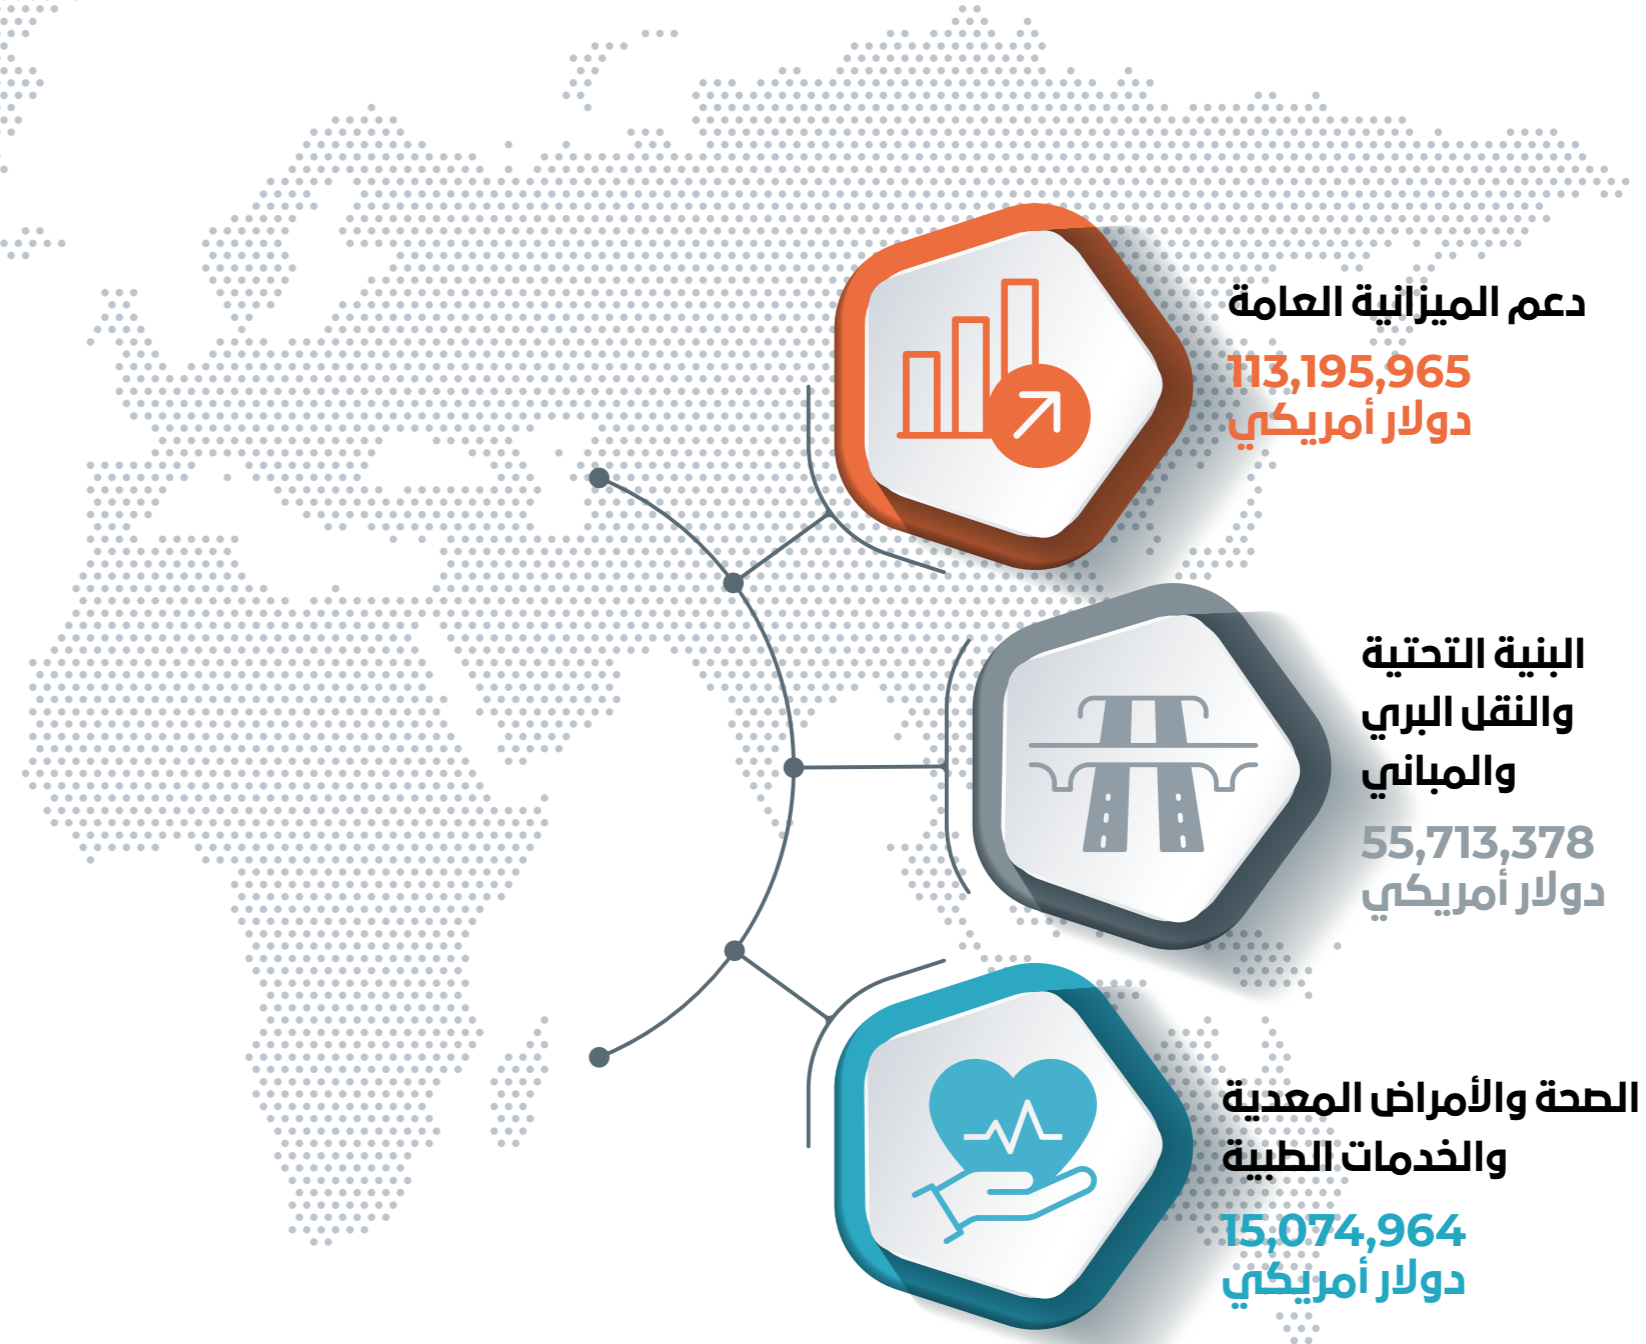 دعم الميزانية العامة
113,195,965
دولار أمريكي
البنية التحتية
والنقل البري
والمباني
55,713,378
دولار أمريكي
الصحة والأمراض المعدية
والخدمات الطبية
15,074,964
دولار أمريكي